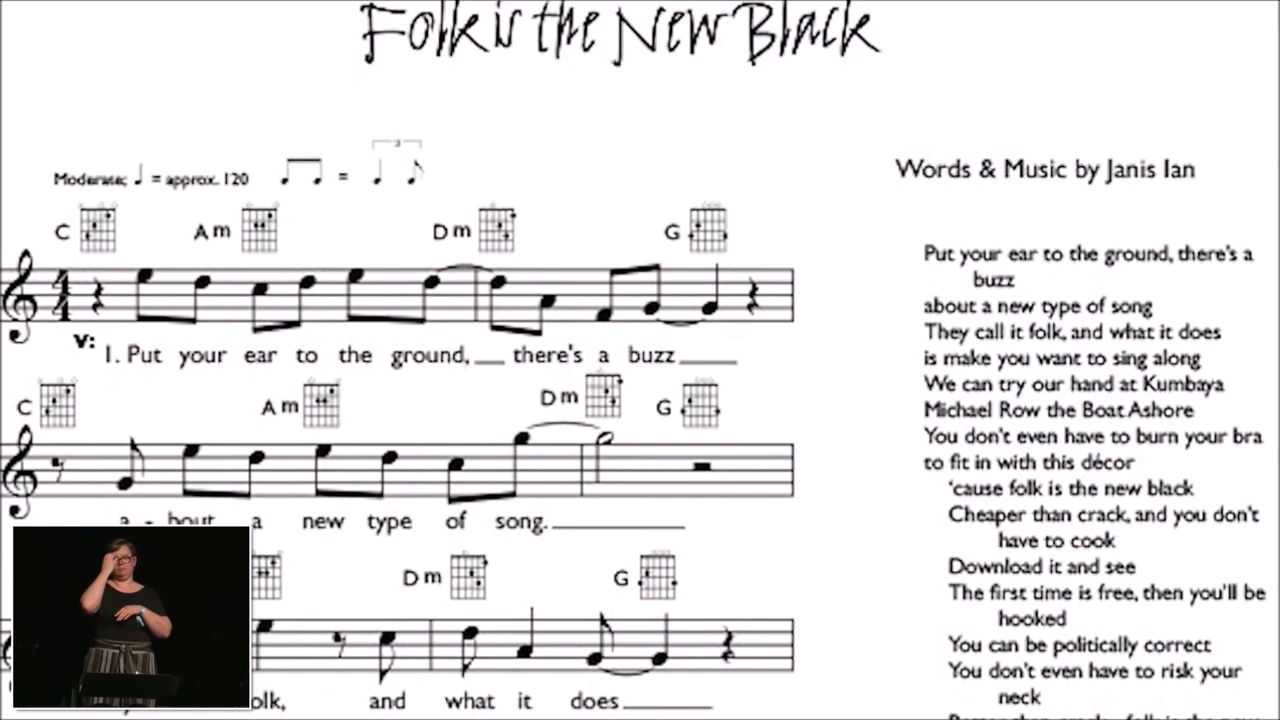 Folk is the New Black
Moderate; = approx. 120 = 3
Words & Music by Janis Ian
C Am Dm G
4
4
V: 1. Put your ear to the ground, there's a buzz
C Am Dm G
a - bout a new type of song.
Dm G
and what it does
Put your ear to the ground, there's a
buzz
about a new type of song
They call it folk, and what it does
is make you want to sing along
We can try our hand at Kumbaya
Michael Row the Boat Ashore
You don't even have to burn your bra
to fit in with this décor
'cause folk is the new black
Cheaper than crack, and you don't
have to cook
Download it and see
The first time is free, then you'll be
hooked
You can be politically correct
You don't even have to risk your
neck